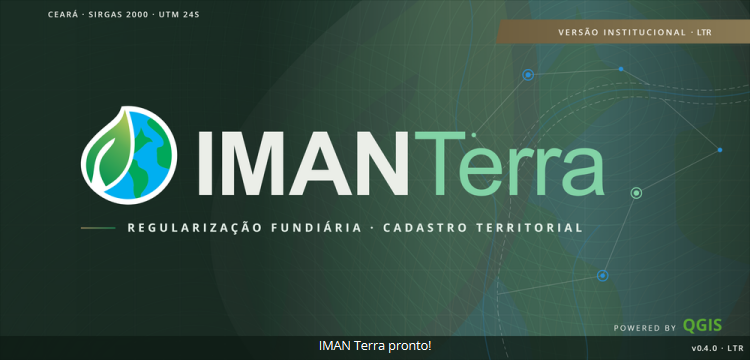 CEARÁ · SIRGAS 2000 · UTM 24S
VERSÃO INSTITUCIONAL · LTR
IMANTerra
REGULARIZAÇÃO FUNDIÁRIA · CADASTRO TERRITORIAL
POWERED BY QGIS
IMAN Terra pronto!
v0.4.0 · LTR